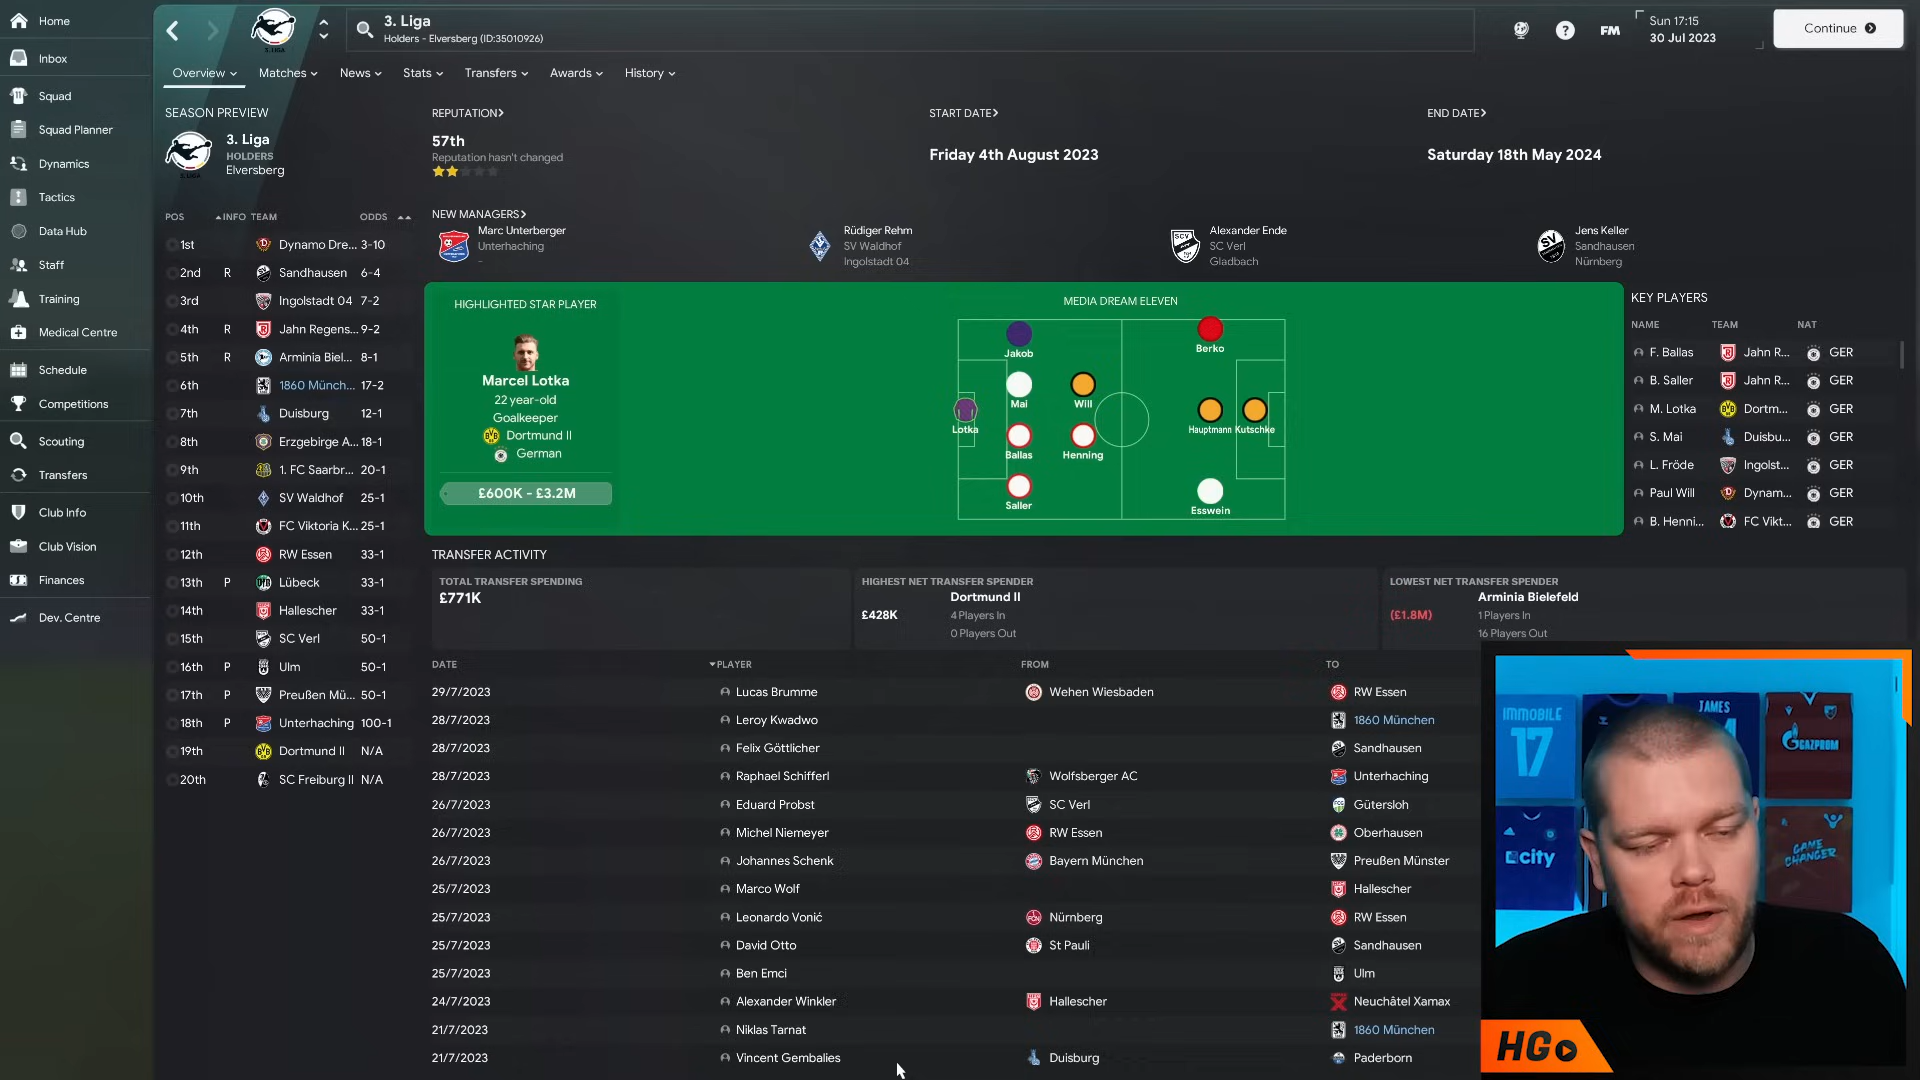 Home
Inbox
Squad
Squad Planner
Dynamics
Tactics
Data Hub
Staff
Training
Medical Centre
Schedule
Competitions
Scouting
Transfers
Club Info
Club Vision
Finances
Dev. Centre
3. Liga
Holders - Elversberg (ID:35010926)
FM
Sun 17:15
30 Jul 2023
Continue
Overview Matches News Stats Transfers Awards History
SEASON PREVIEW
3. Liga
HOLDERS
Elversberg
POS INFO TEAM ODDS
1st Dynamo Dre... 3-10
2nd R Sandhausen 6-4
3rd Ingolstadt 04 7-2
4th R Jahn Regens... 9-2
5th R Arminia Biel... 8-1
6th 1860 Münch... 17-2
7th Duisburg 12-1
8th Erzgebirge A... 18-1
9th 1. FC Saarbr... 20-1
10th SV Waldhof 25-1
11th FC Viktoria K... 25-1
12th RW Essen 33-1
13th P Lübeck 33-1
14th Hallescher 33-1
15th SC Verl 50-1
16th P Ulm 50-1
17th P Preußen Mü... 50-1
18th P Unterhaching 100-1
19th Dortmund II N/A
20th SC Freiburg II N/A
REPUTATION
57th
Reputation hasn't changed
START DATE
Friday 4th August 2023
END DATE
Saturday 18th May 2024
NEW MANAGERS
Marc Unterberger
Unterhaching
-
Rüdiger Rehm
SV Waldhof
Ingolstadt 04
Alexander Ende
SC Verl
Gladbach
Jens Keller
Sandhausen
Nürnberg
HIGHLIGHTED STAR PLAYER
Marcel Lotka
22 year-old
Goalkeeper
Dortmund II
German
£600K - £3.2M
MEDIA DREAM ELEVEN
Jakob
Berko
Mai
Will
Lotka
Hauptmann Kutschke
Ballas
Henning
Saller
Esswein
KEY PLAYERS
NAME TEAM NAT
F. Ballas Jahn R... GER
B. Saller Jahn R... GER
M. Lotka Dortm... GER
S. Mai Duisbu... GER
L. Fröde Ingolst... GER
Paul Will Dynam... GER
B. Henni... FC Vikt... GER
TRANSFER ACTIVITY
TOTAL TRANSFER SPENDING
£771K
HIGHEST NET TRANSFER SPENDER
Dortmund II
£428K 4 Players In
0 Players Out
LOWEST NET TRANSFER SPENDER
Arminia Bielefeld
(£1.8M) 1 Players In
16 Players Out
DATE PLAYER FROM TO
29/7/2023 Lucas Brumme Wehen Wiesbaden RW Essen
28/7/2023 Leroy Kwadwo 1860 München
28/7/2023 Felix Göttlicher Sandhausen
28/7/2023 Raphael Schifferl Wolfsberger AC Unterhaching
26/7/2023 Eduard Probst SC Verl Gütersloh
26/7/2023 Michel Niemeyer RW Essen Oberhausen
26/7/2023 Johannes Schenk Bayern München Preußen Münster
25/7/2023 Marco Wolf Hallescher
25/7/2023 Leonardo Vonić Nürnberg RW Essen
25/7/2023 David Otto St Pauli Sandhausen
25/7/2023 Ben Emci Ulm
24/7/2023 Alexander Winkler Hallescher Neuchâtel Xamax
21/7/2023 Niklas Tarnat 1860 München
21/7/2023 Vincent Gembalies Duisburg Paderborn
IMMOBILE
17
JAMES
GAZPROM
city
GAME
CHANGER
HG